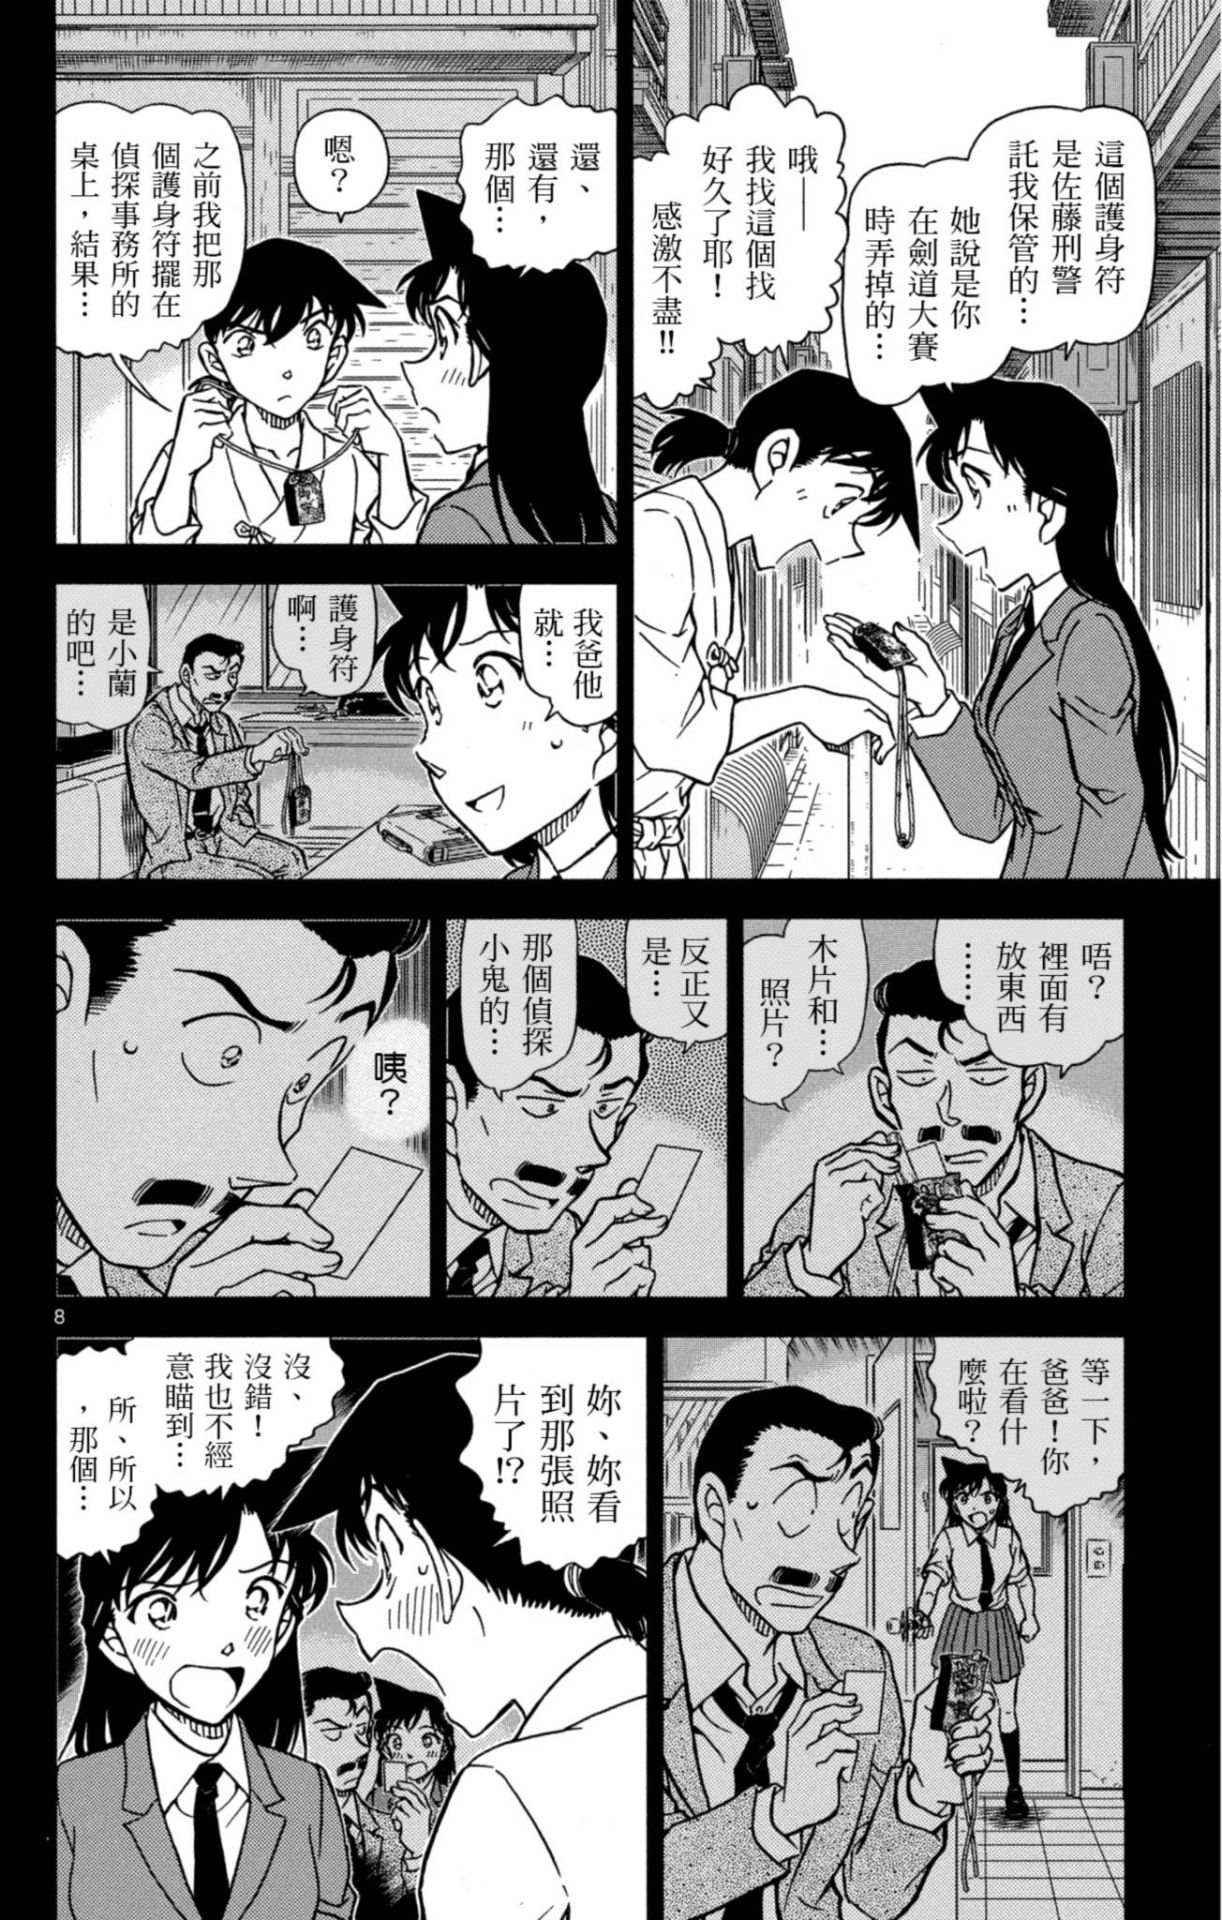 這個護身符
是佐藤刑警
託我保管的…
她說是你
在劍道大賽
時弄掉的…
哦——
我找這個找
好久了耶！
感激不盡!!
還、
還有，
那個…
嗯？
之前我把那
個護身符擺在
偵探事務所的
桌上，結果…
我爸他
就…
護身符
啊…
是小蘭
的吧…
唔？
裡面有
放東西
……
木片和…
照片？
反正又
是…
那個偵探
小鬼的…
咦？
8
等一下，
爸爸！你
在看什
麼啦？
妳、妳看
到那張照
片了!?
沒、
沒錯！
我也不經
意瞄到…
所、所以
，那個…